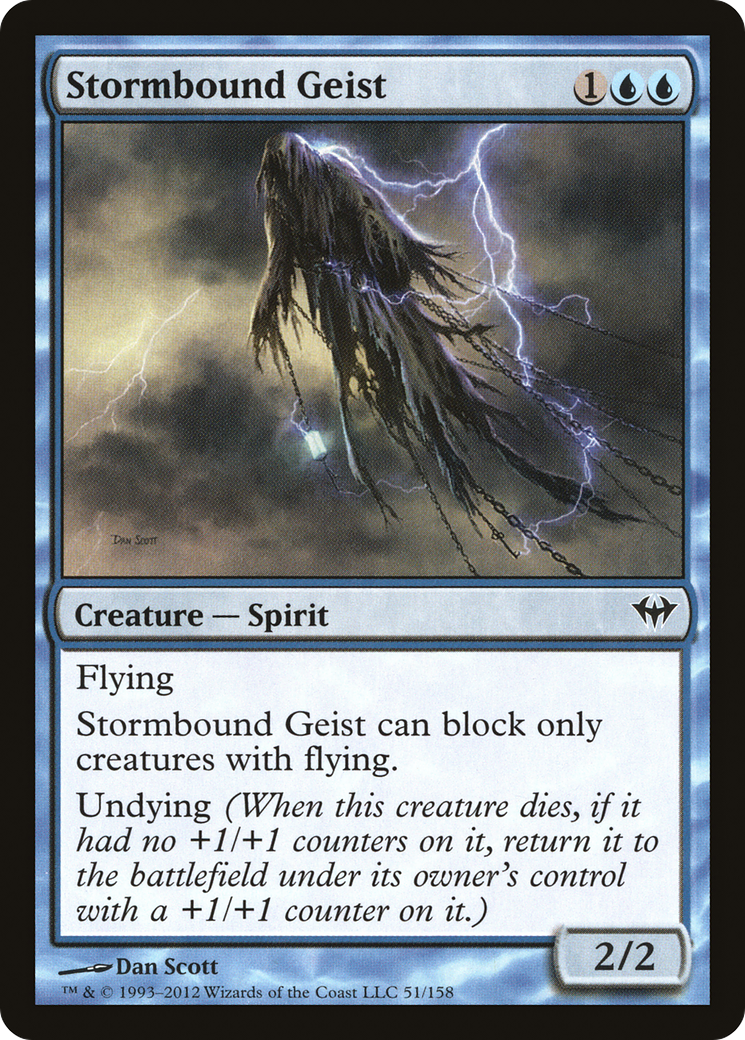 Stormbound Geist 1
DAN SCOTT
Creature — Spirit
Flying
Stormbound Geist can block only
creatures with flying.
Undying (When this creature dies, if it
had no +1/+1 counters on it, return it to
the battlefield under its owner's control
with a +1/+1 counter on it.)
2/2
Dan Scott
™ & © 1993–2012 Wizards of the Coast LLC 51/158